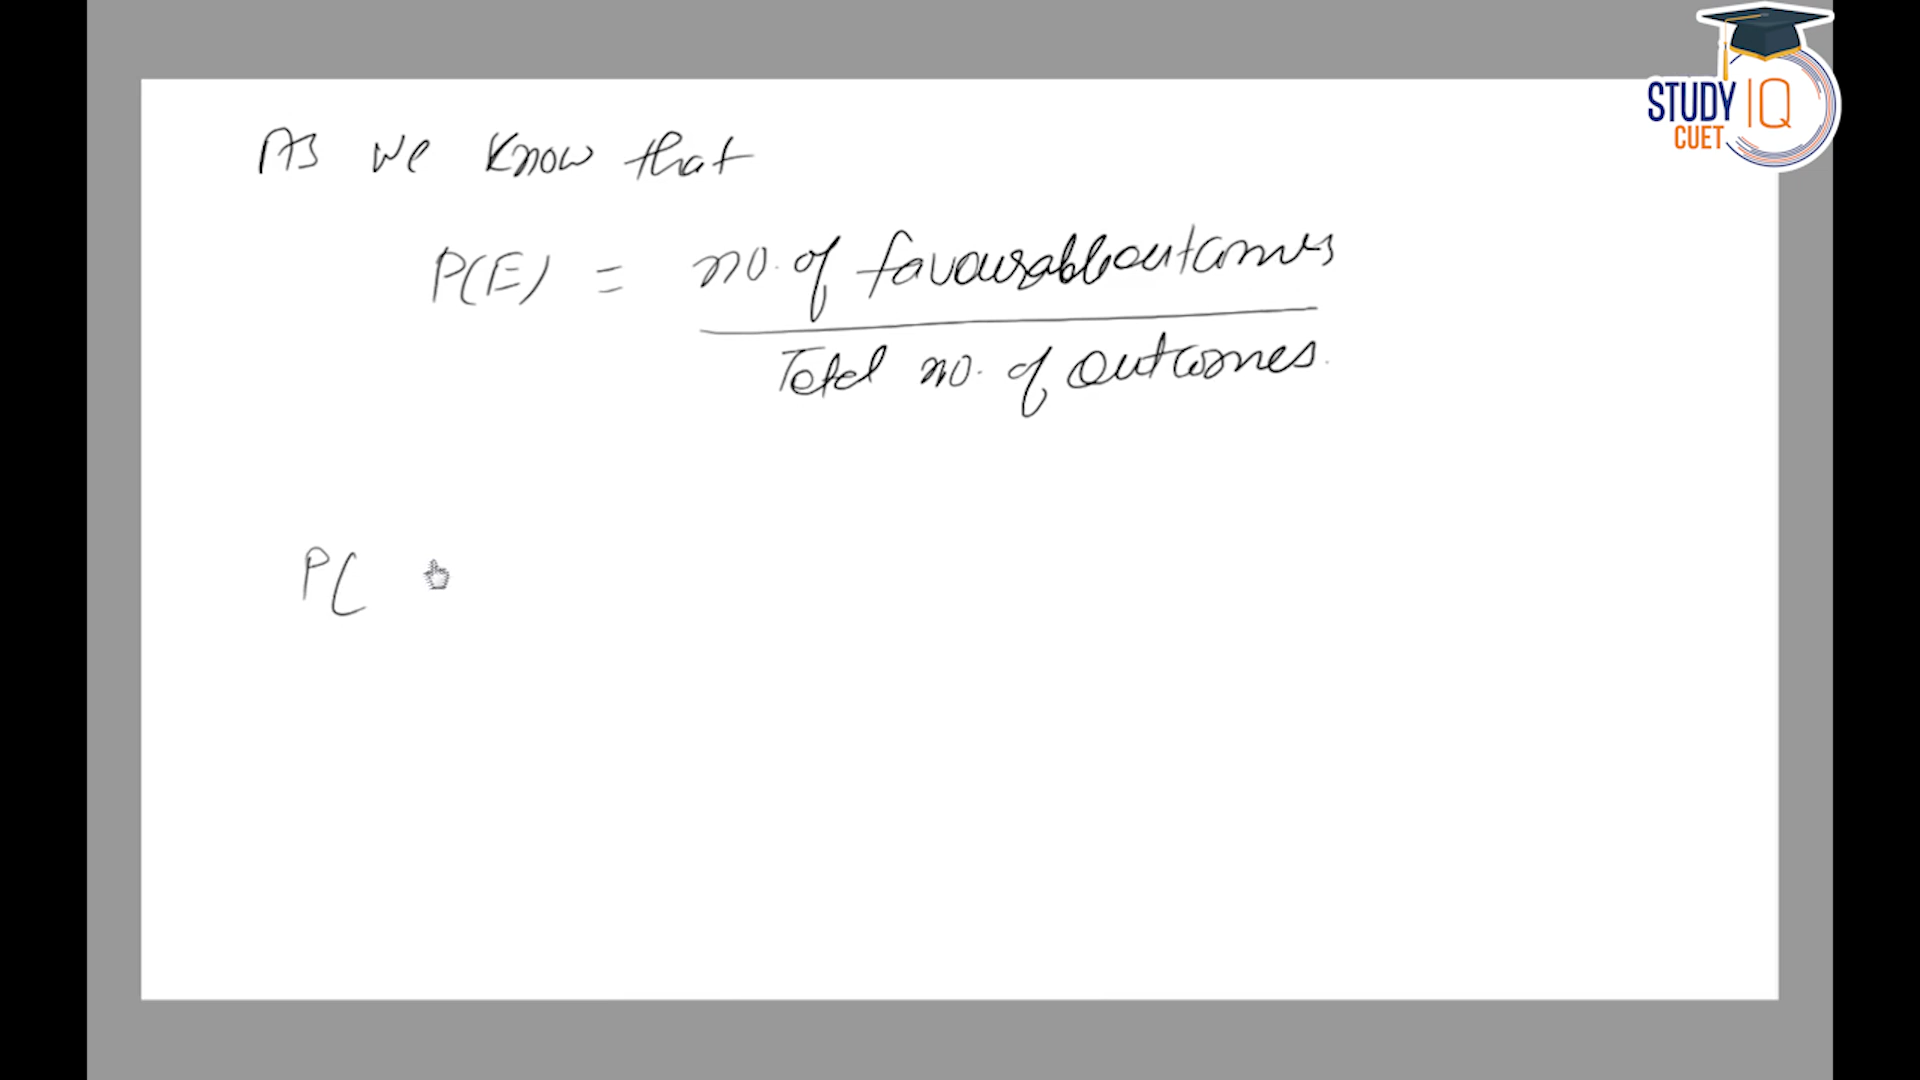 STUDY IQ
CUET
As we know that
P(E) = no. of favourable outcomes
Total no. of outcomes.
P(